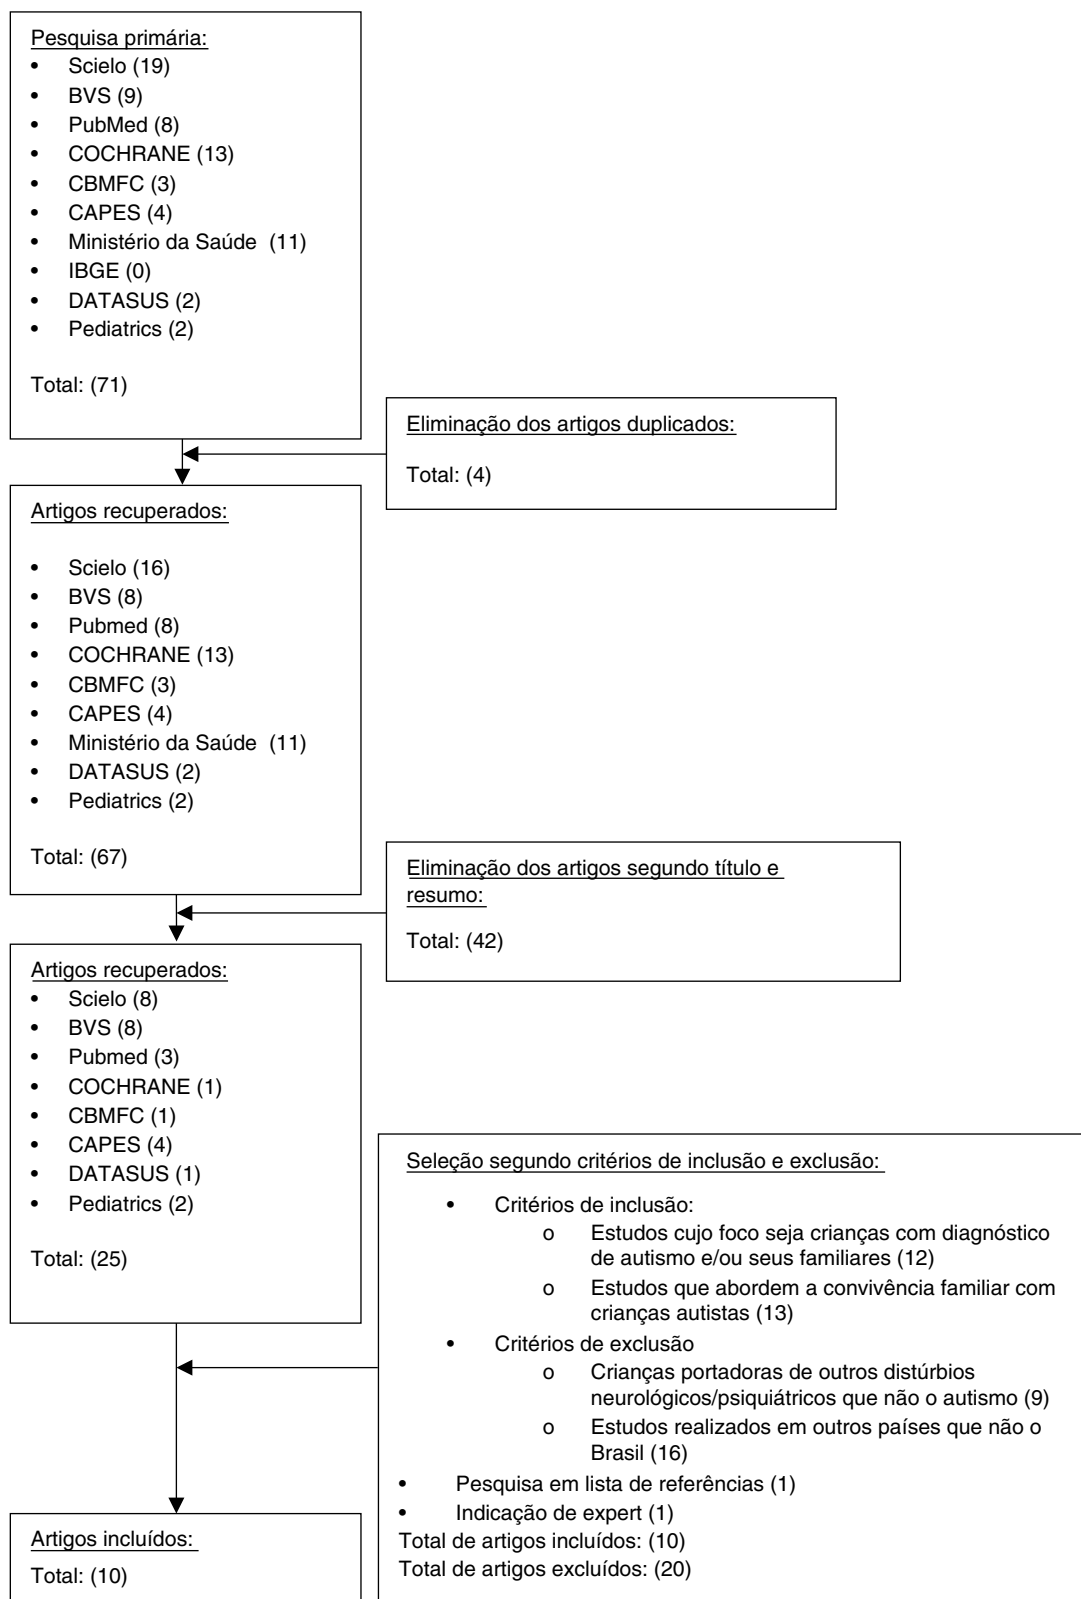 Pesquisa primária:
• Scielo (19)
• BVS (9)
• PubMed (8)
• COCHRANE (13)
• CBMFC (3)
• CAPES (4)
• Ministério da Saúde (11)
• IBGE (0)
• DATASUS (2)
• Pediatrics (2)
Total: (71)
Eliminação dos artigos duplicados:
Total: (4)
Artigos recuperados:
• Scielo (16)
• BVS (8)
• Pubmed (8)
• COCHRANE (13)
• CBMFC (3)
• CAPES (4)
• Ministério da Saúde (11)
• DATASUS (2)
• Pediatrics (2)
Total: (67)
Eliminação dos artigos segundo título e
resumo:
Total: (42)
Artigos recuperados:
• Scielo (8)
• BVS (8)
• Pubmed (3)
• COCHRANE (1)
• CBMFC (1)
• CAPES (4)
• DATASUS (1)
• Pediatrics (2)
Total: (25)
Seleção segundo critérios de inclusão e exclusão:
• Critérios de inclusão:
o Estudos cujo foco seja crianças com diagnóstico
de autismo e/ou seus familiares (12)
o Estudos que abordem a convivência familiar com
crianças autistas (13)
• Critérios de exclusão
o Crianças portadoras de outros distúrbios
neurológicos/psiquiátricos que não o autismo (9)
o Estudos realizados em outros países que não o
Brasil (16)
• Pesquisa em lista de referências (1)
• Indicação de expert (1)
Total de artigos incluídos: (10)
Total de artigos excluídos: (20)
Artigos incluídos:
Total: (10)